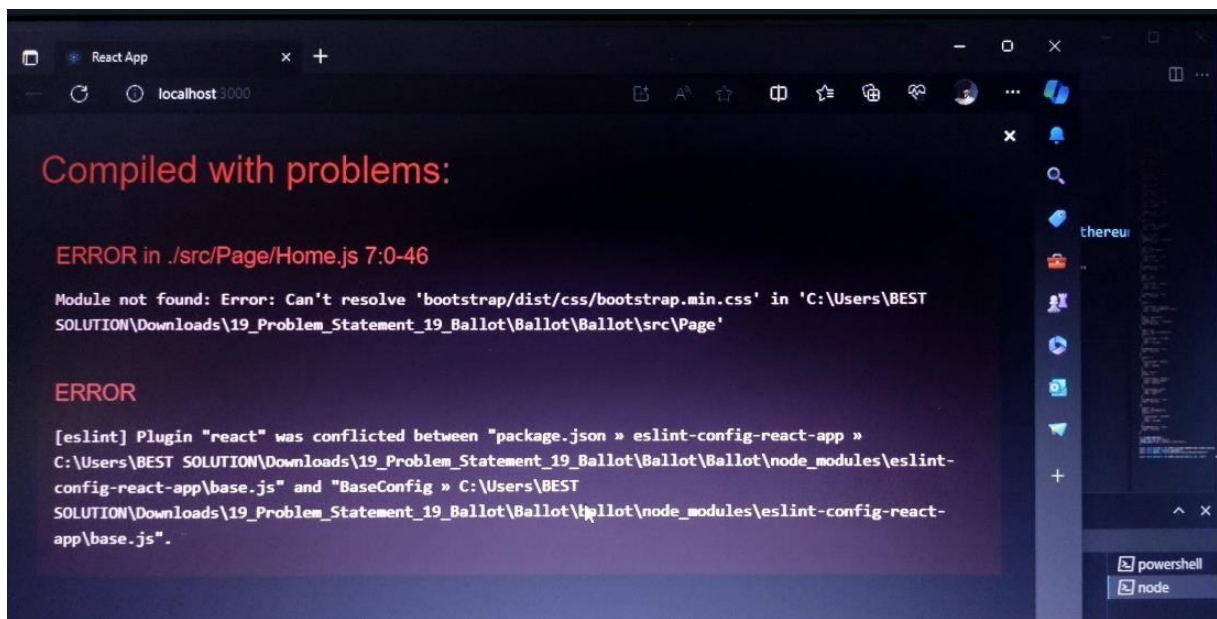 React App
localhost:3000
Compiled with problems:
ERROR in ./src/Page/Home.js 7:0-46
Module not found: Error: Can't resolve 'bootstrap/dist/css/bootstrap.min.css' in 'C:\Users\BEST
SOLUTION\Downloads\19_Problem_Statement_19_Ballot\Ballot\Ballot\src\Page'
ERROR
[eslint] Plugin "react" was conflicted between "package.json » eslint-config-react-app »
C:\Users\BEST SOLUTION\Downloads\19_Problem_Statement_19_Ballot\Ballot\Ballot\node_modules\eslint-
config-react-app\base.js" and "BaseConfig » C:\Users\BEST
SOLUTION\Downloads\19_Problem_Statement_19_Ballot\Ballot\ballot\node_modules\eslint-config-react-
app\base.js".
thereu
powershell
node